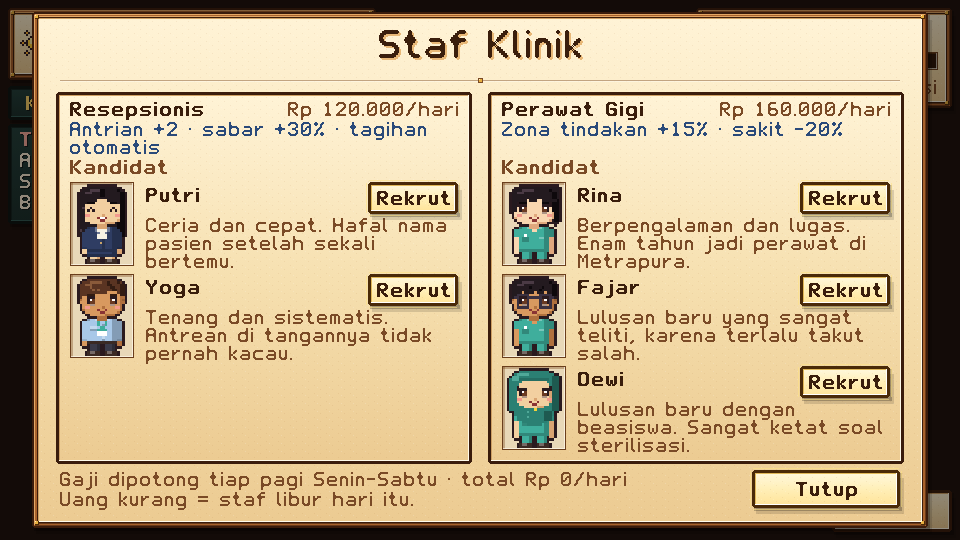 Staf Klinik
Resepsionis Rp 120.000/hari
Antrian +2 · sabar +30% · tagihan
otomatis
Kandidat
Putri Rekrut
Ceria dan cepat. Hafal nama
pasien setelah sekali
bertemu.
Yoga Rekrut
Tenang dan sistematis.
Antrean di tangannya tidak
pernah kacau.
Perawat Gigi Rp 160.000/hari
Zona tindakan +15% · sakit -20%
Kandidat
Rina Rekrut
Berpengalaman dan lugas.
Enam tahun jadi perawat di
Metrapura.
Fajar Rekrut
Lulusan baru yang sangat
teliti, karena terlalu takut
salah.
Dewi Rekrut
Lulusan baru dengan
beasiswa. Sangat ketat soal
sterilisasi.
Gaji dipotong tiap pagi Senin-Sabtu · total Rp 0/hari
Uang kurang = staf libur hari itu.
Tutup